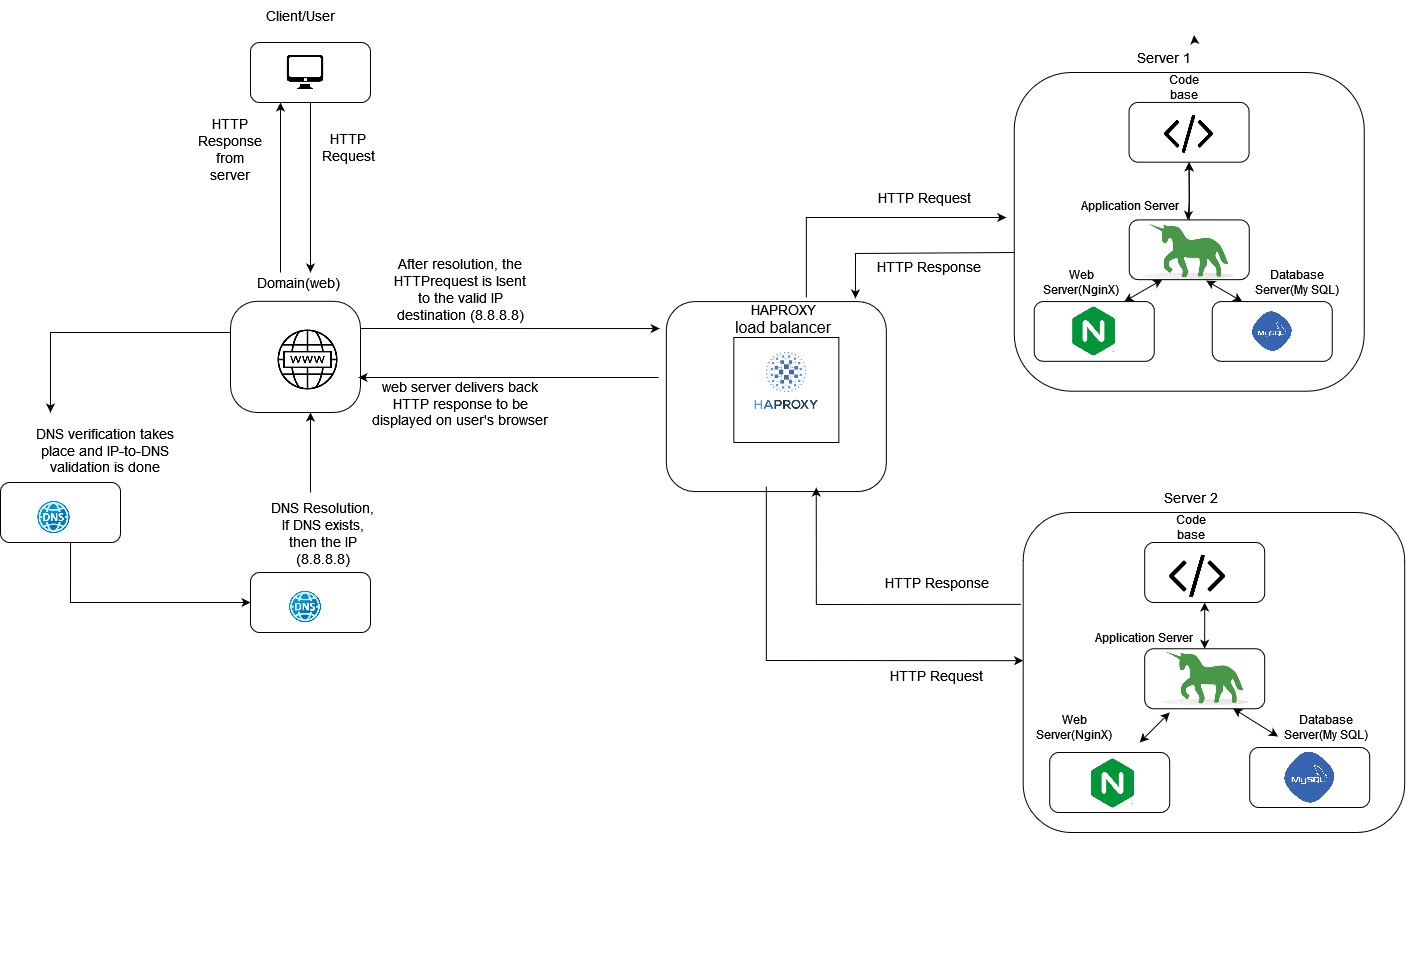 Client/User
HTTP
Response
from
server
HTTP
Request
Domain(web)
WWW
After resolution, the
HTTPrequest is lsent
to the valid IP
destination (8.8.8.8)
web server delivers back
HTTP response to be
displayed on user's browser
DNS verification takes
place and IP-to-DNS
validation is done
DNS
DNS Resolution,
If DNS exists,
then the IP
(8.8.8.8)
DNS
HAPROXY
load balancer
HAPROXY
HTTP Request
HTTP Response
Server 1
Code
base
</>
Application Server
Web
Server(NginX)
N
Database
Server(My SQL)
MySQL
HTTP Response
HTTP Request
Server 2
Code
base
</>
Application Server
Web
Server(NginX)
N
Database
Server(My SQL)
MySQL